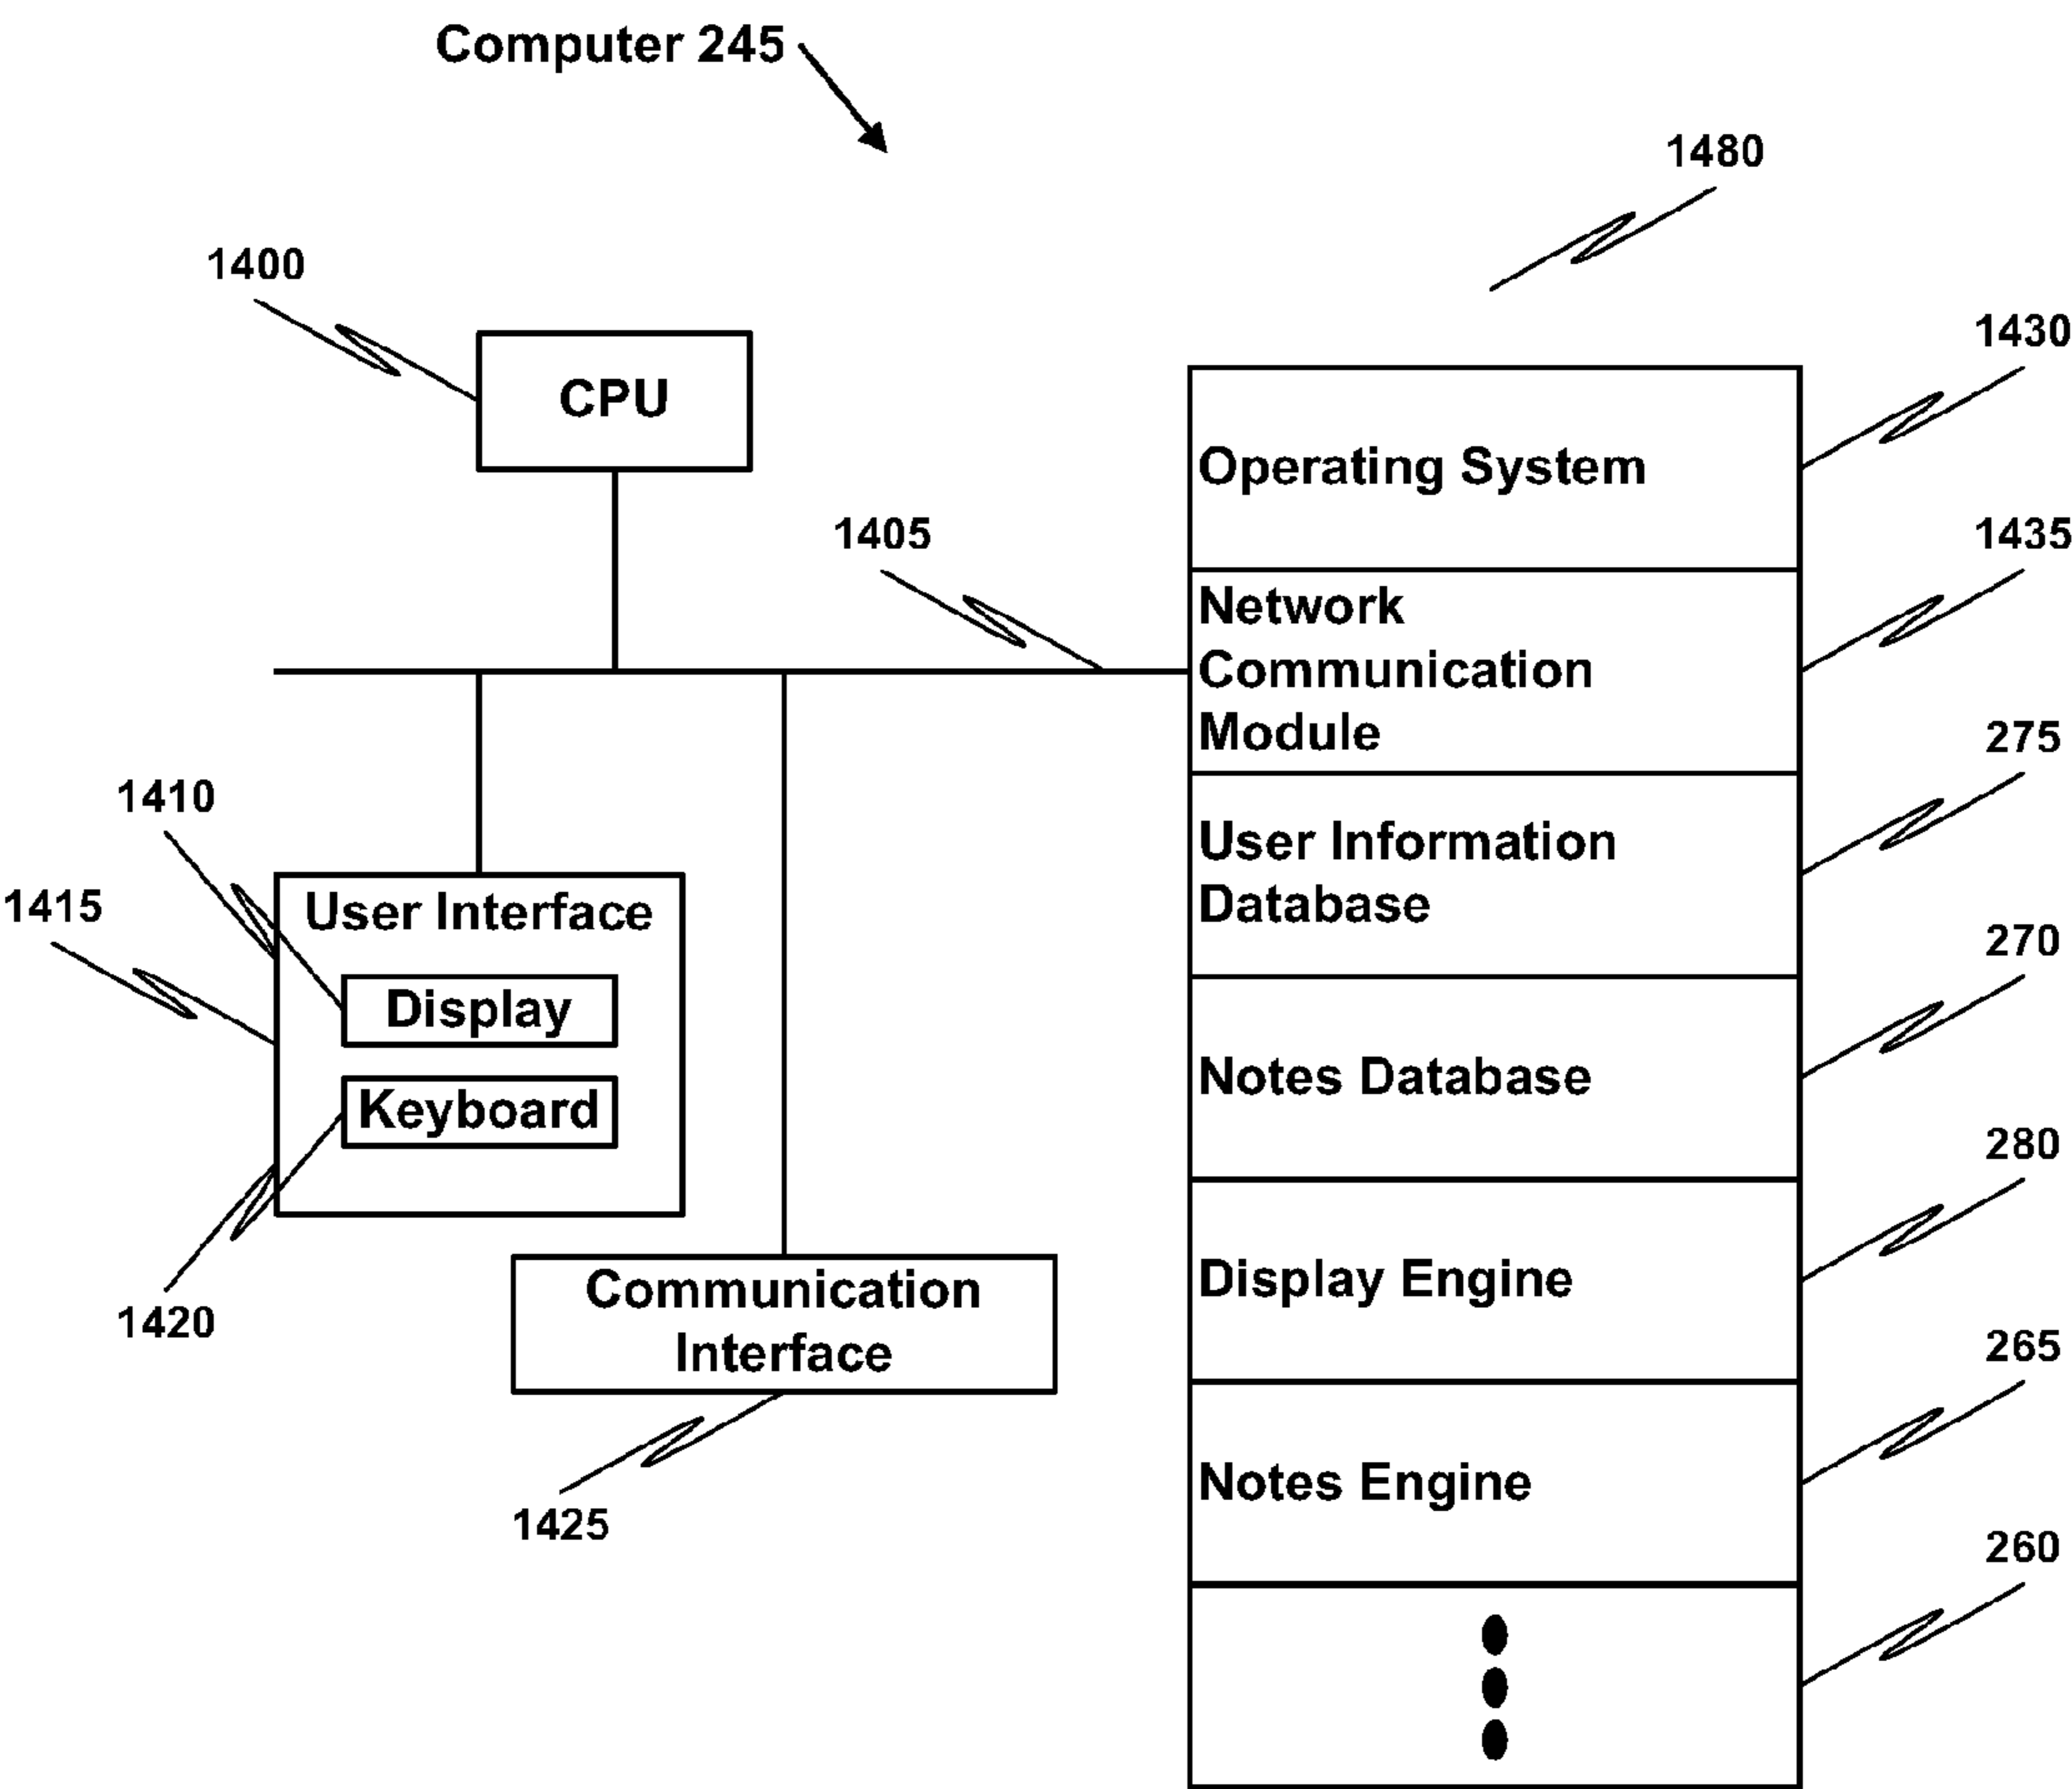 Computer 245
1480
1400
1430
CPU
Operating System
1405
1435
Network
Communication
Module
275
1410
User Information
Database
1415
User Interface
270
Display
Notes Database
Keyboard
280
1420
Communication
Interface
Display Engine
265
1425
Notes Engine
260